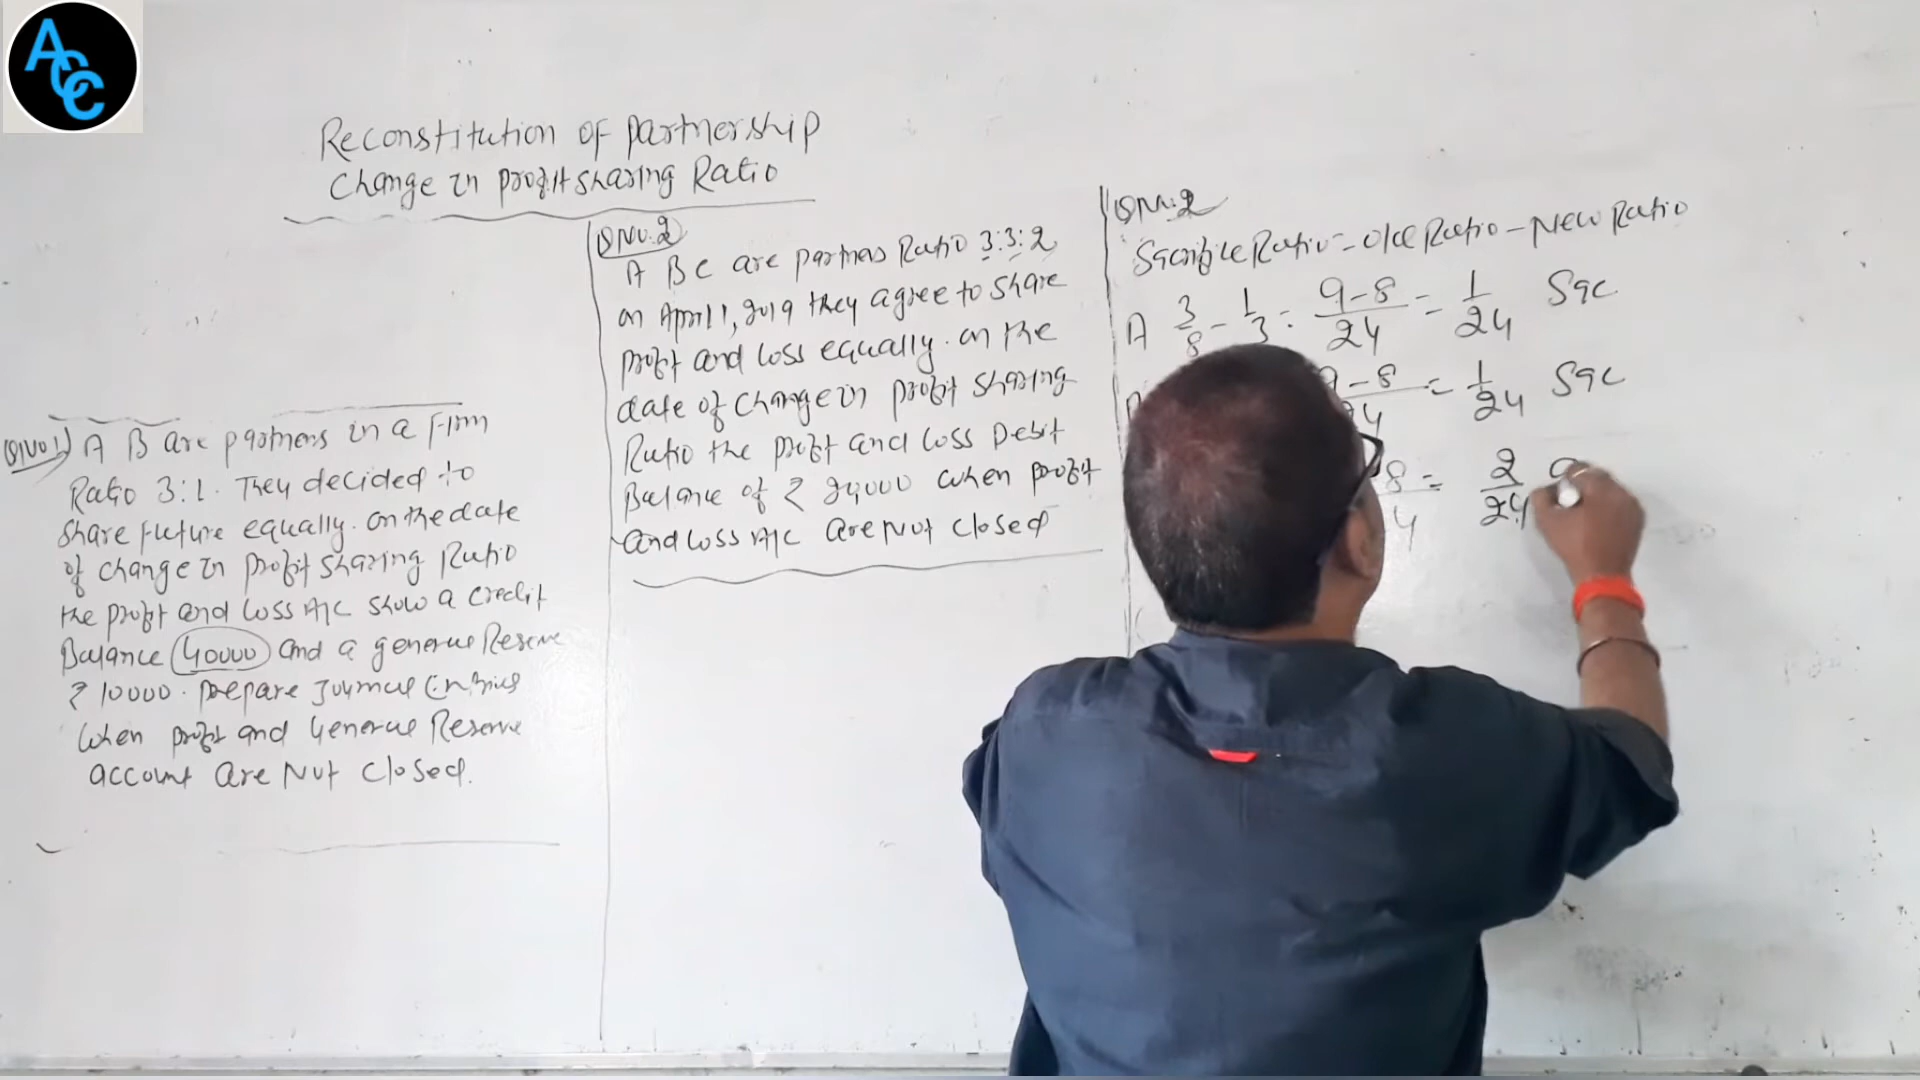 ACC
Reconstitution of partnership
Change in profit sharing Ratio
QNo.1) A B are partners in a Firm
Ratio 3:1. They decided to
share future equally. on the date
of change in profit sharing Ratio
the profit and loss A/C show a credit
Balance 40000 and a general Reserve
₹ 10000. prepare Journal Entries
when profit and General Reserve
account are Not closed.
QNo.2
A B C are partners Ratio 3:3:2
on April 1, 2019 they agree to share
profit and loss equally. on the
date of change in profit sharing
Ratio the profit and loss Debit
Balance of ₹ 24000 when profit
and loss A/C are Not closed
QNo.2
Sacrifice Ratio = old Ratio - New Ratio
A 3/8 - 1/3 = 9-8/24 = 1/24 Sac
9-8/24 = 1/24 Sac
8/4 = 2/24